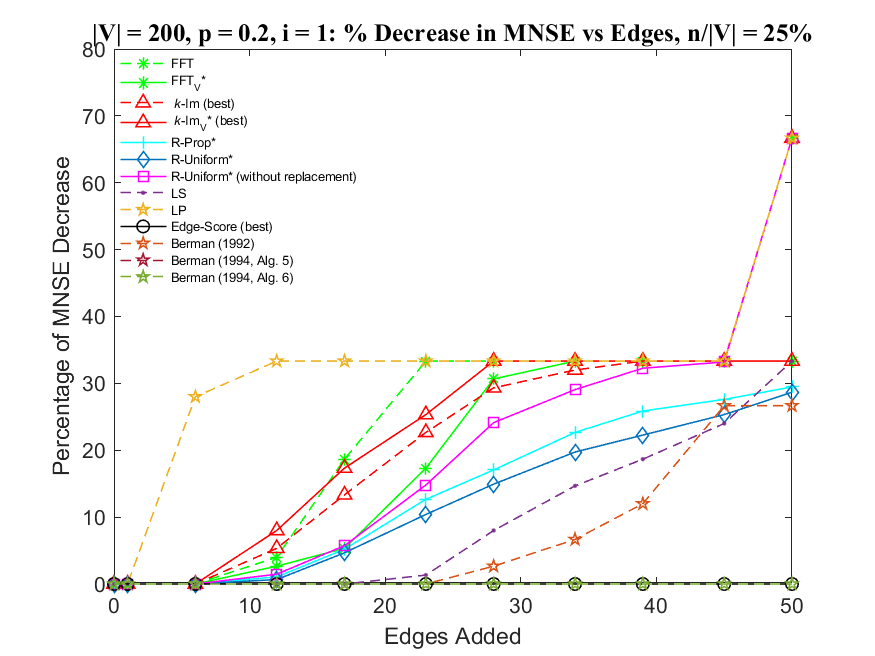 |V| = 200, p = 0.2, i = 1: % Decrease in MNSE vs Edges, n/|V| = 25%
80
70
60
50
40
30
20
10
0
Percentage of MNSE Decrease
FFT
FFT_V*
k-Im (best)
k-Im_V* (best)
R-Prop*
R-Uniform*
R-Uniform* (without replacement)
LS
LP
Edge-Score (best)
Berman (1992)
Berman (1994, Alg. 5)
Berman (1994, Alg. 6)
0 10 20 30 40 50
Edges Added